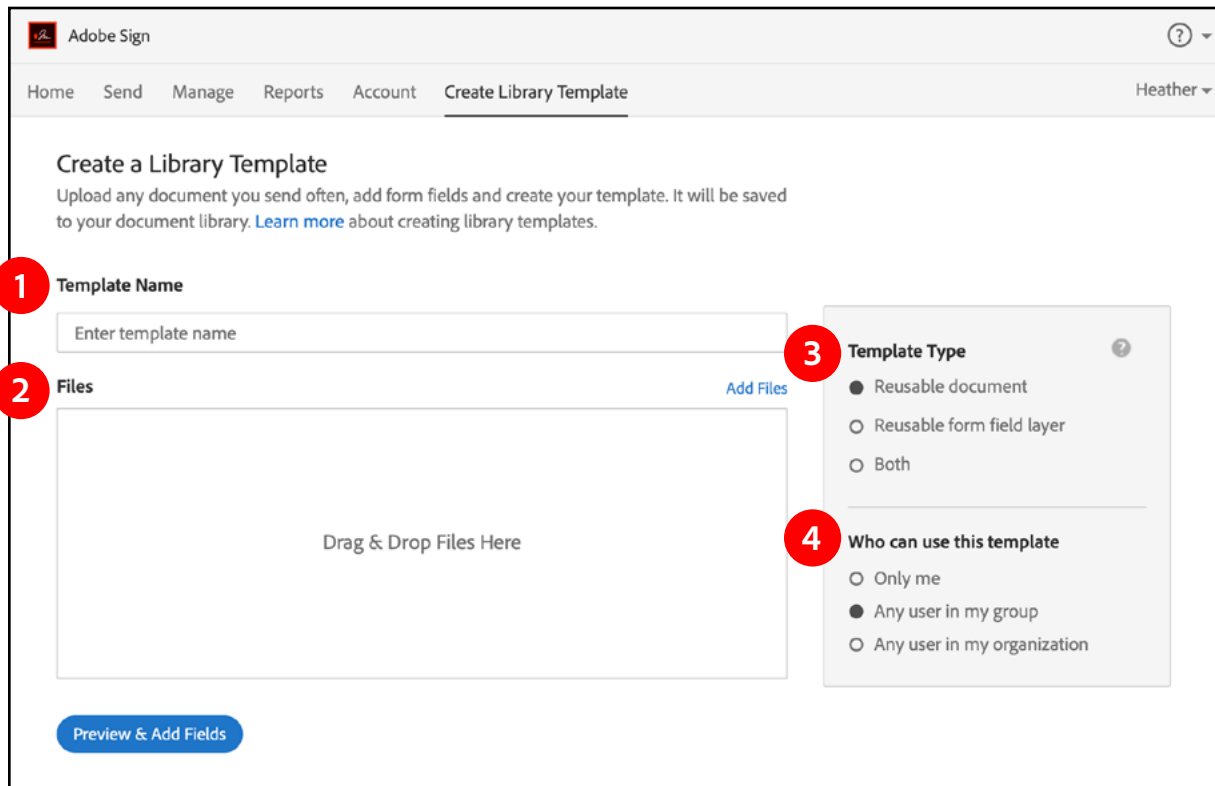 Adobe Sign
?
Home Send Manage Reports Account Create Library Template Heather
Create a Library Template
Upload any document you send often, add form fields and create your template. It will be saved
to your document library. Learn more about creating library templates.
1 Template Name
Enter template name
2 Files Add Files
Drag & Drop Files Here
3 Template Type ?
Reusable document
Reusable form field layer
Both
4 Who can use this template
Only me
Any user in my group
Any user in my organization
Preview & Add Fields